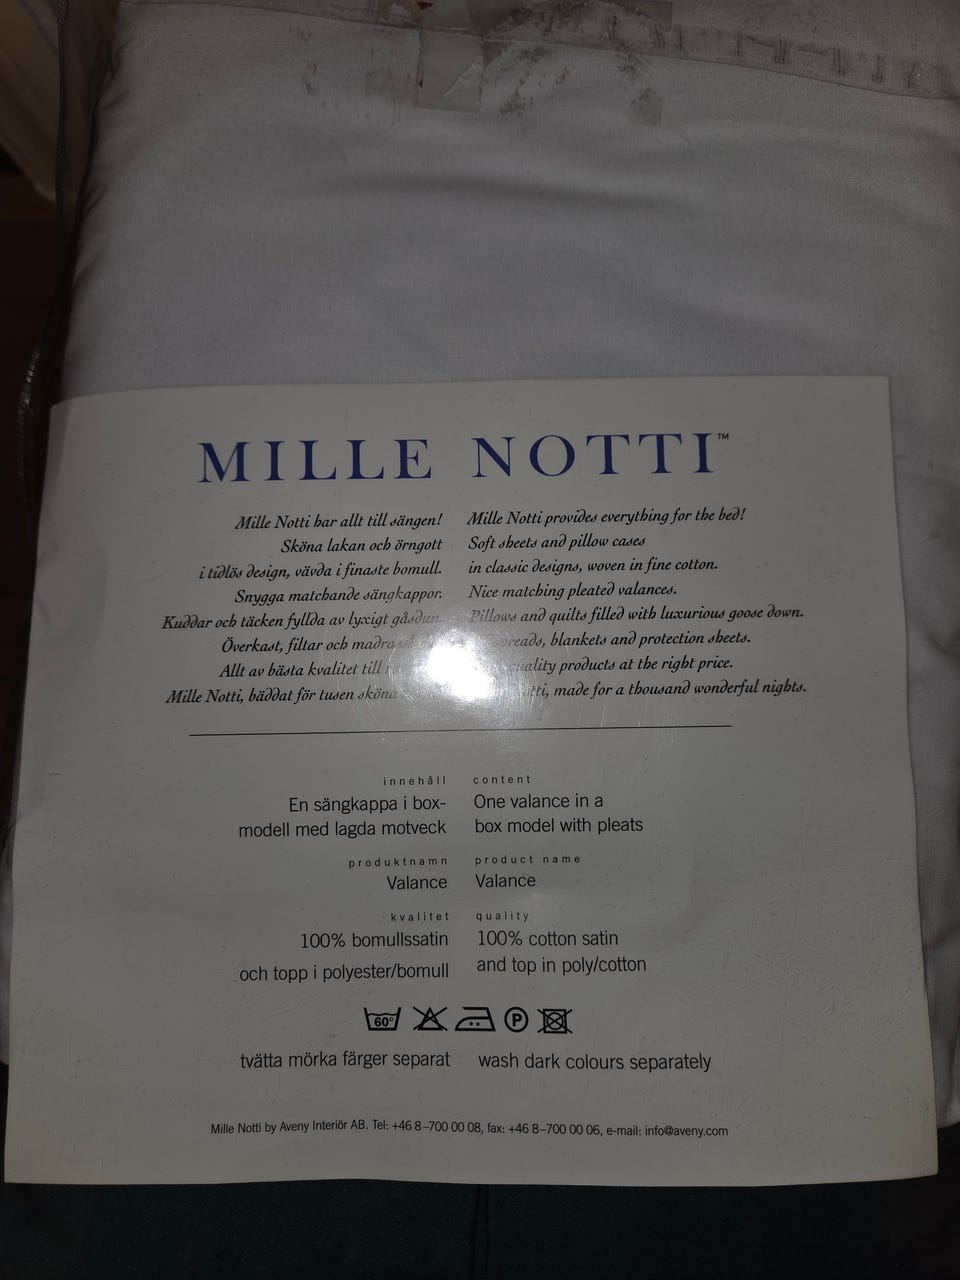 MILLE NOTTI™
Mille Notti har allt till sängen!
Sköna lakan och örngott
i tidlös design, vävda i finaste bomull.
Snygga matchande sängkappor.
Kuddar och täcken fyllda av lyxigt gåsdun.
Överkast, filtar och
Allt av bästa kvalitet till
Mille Notti, bäddat för tusen sköna
Mille Notti provides everything for the bed!
Soft sheets and pillow cases
in classic designs, woven in fine cotton.
Nice matching pleated valances.
Pillows and quilts filled with luxurious goose down.
blankets and protection sheets.
quality products at the right price.
made for a thousand wonderful nights.
innehåll
En sängkappa i box-
modell med lagda motveck
content
One valance in a
box model with pleats
produktnamn
Valance
product name
Valance
kvalitet
100% bomullssatin
och topp i polyester/bomull
quality
100% cotton satin
and top in poly/cotton
60° P
tvätta mörka färger separat
wash dark colours separately
Mille Notti by Aveny Interiör AB. Tel: +46 8–700 00 08, fax: +46 8–700 00 06, e-mail: info@aveny.com